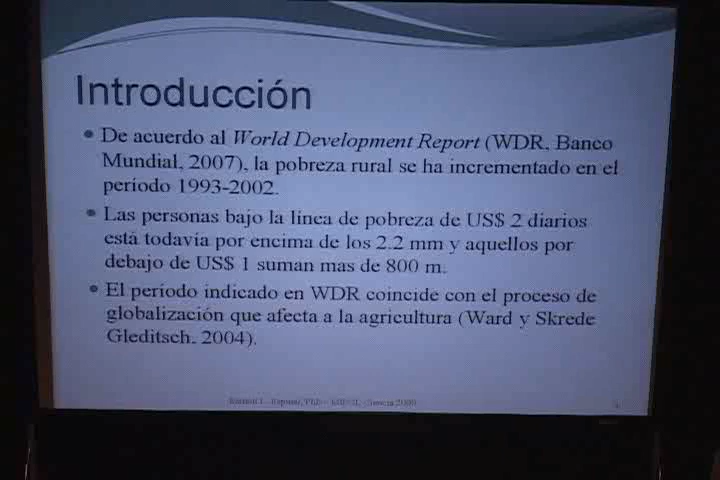 Introducción
De acuerdo al World Development Report (WDR, Banco
Mundial, 2007), la pobreza rural se ha incrementado en el
período 1993-2002.
Las personas bajo la línea de pobreza de US$ 2 diarios
está todavía por encima de los 2.2 mm y aquellos por
debajo de US$ 1 suman mas de 800 m.
El período indicado en WDR coincide con el proceso de
globalización que afecta a la agricultura (Ward y Skrede
Gleditsch, 2004).